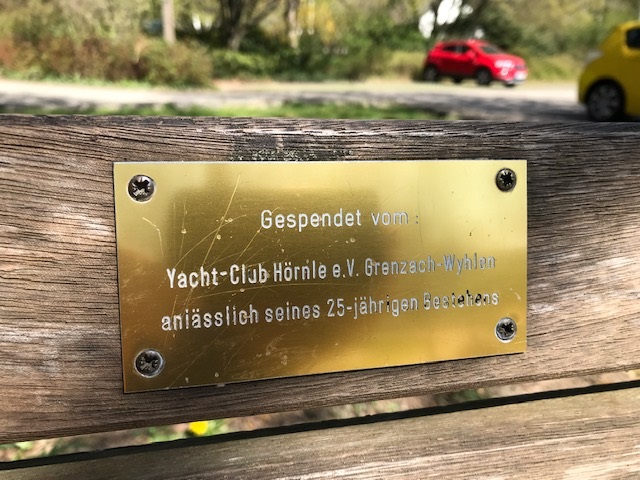 Gespendet vom:
Yacht-Club Hörnle e.V. Grenzach-Wyhlen
anlässlich seines 25-jährigen Bestehens